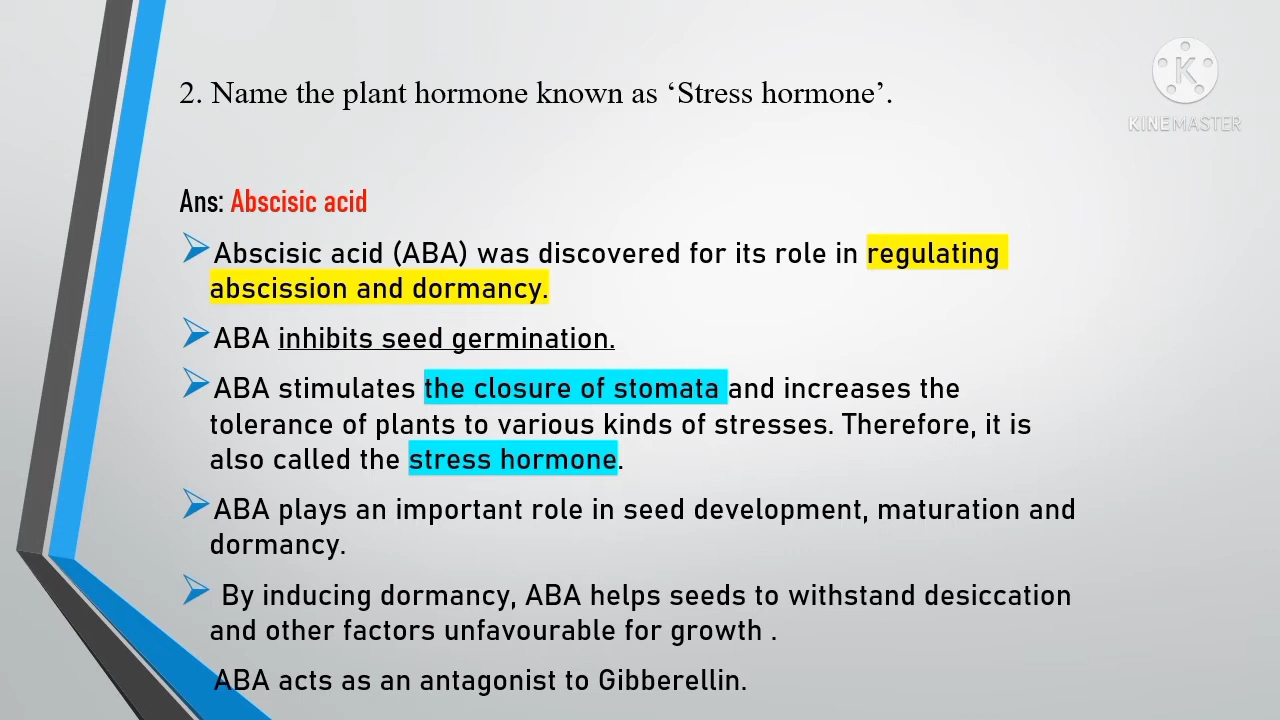 2. Name the plant hormone known as ‘Stress hormone’.
KINEMASTER
Ans: Abscisic acid
Abscisic acid (ABA) was discovered for its role in regulating
abscission and dormancy.
ABA inhibits seed germination.
ABA stimulates the closure of stomata and increases the
tolerance of plants to various kinds of stresses. Therefore, it is
also called the stress hormone.
ABA plays an important role in seed development, maturation and
dormancy.
By inducing dormancy, ABA helps seeds to withstand desiccation
and other factors unfavourable for growth .
ABA acts as an antagonist to Gibberellin.